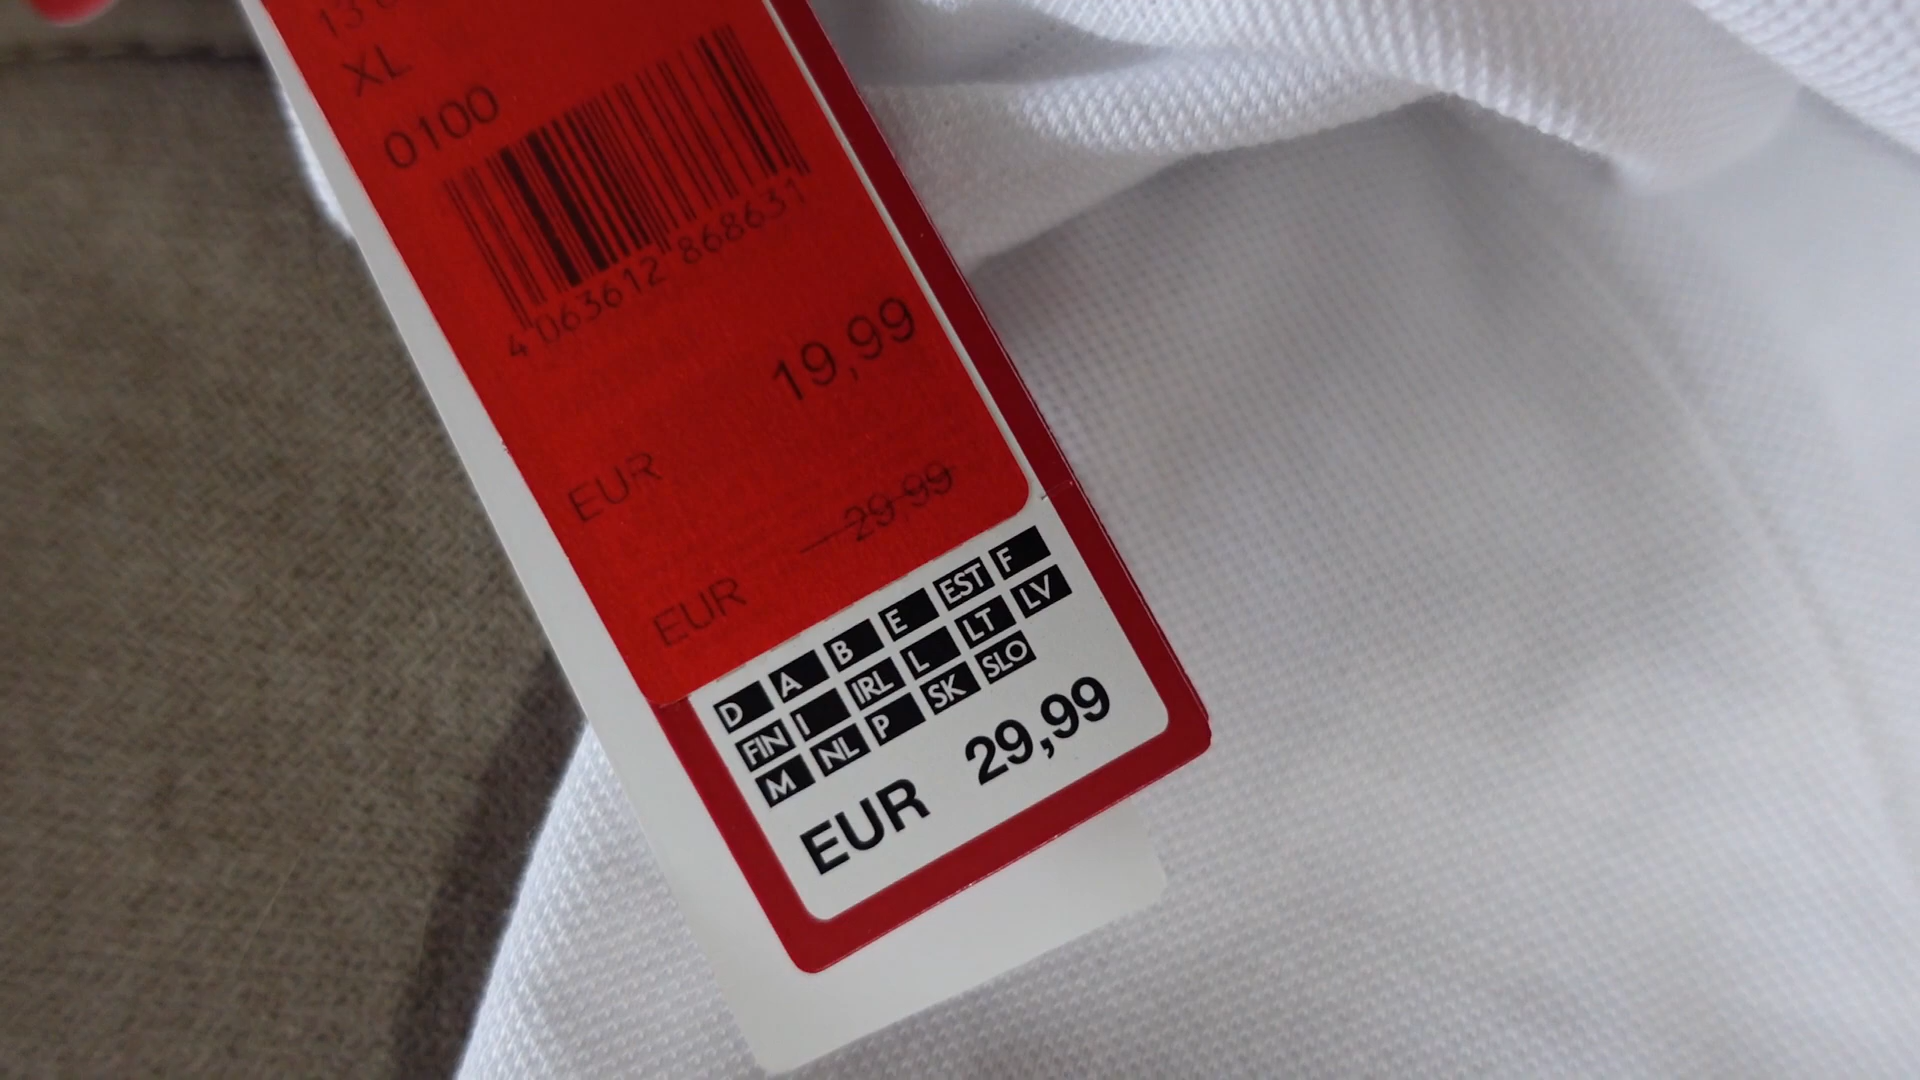 XL
0100
4 063612 868631
19,99
EUR
29 99
EUR
D A B E EST F
FIN I IRL L LT LV
M NL P SK SLO
EUR 29,99